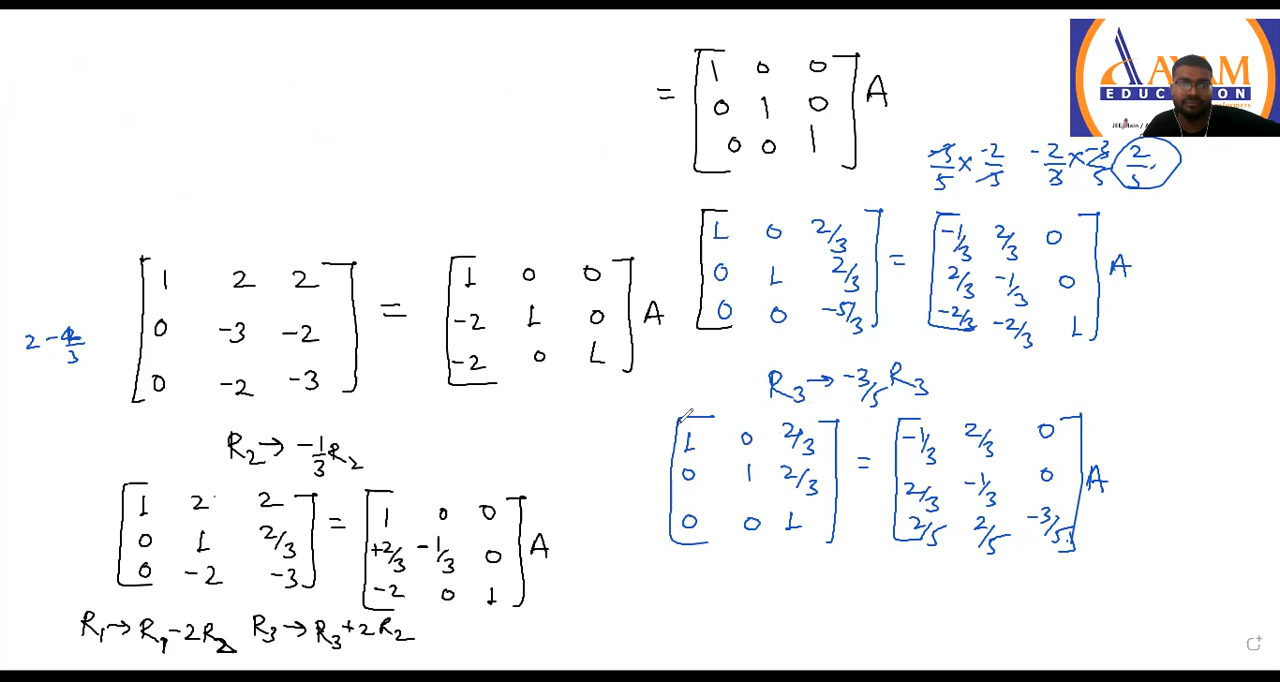 AYAM
EDUCATION
= [1 0 0
0 1 0
0 0 1] A
-3/5 × -2/3 -2/3 × -3/5 2/5
[1 2 2
0 -3 -2
0 -2 -3] = [1 0 0
-2 1 0
-2 0 1] A
2 - 4/3
R2 → -1/3 R2
[1 2 2
0 1 2/3
0 -2 -3] = [1 0 0
+2/3 -1/3 0
-2 0 1] A
R1 → R1 - 2R2 R3 → R3 + 2R2
[1 0 2/3
0 1 2/3
0 0 -5/3] = [-1/3 2/3 0
2/3 -1/3 0
-2/3 -2/3 1] A
R3 → -3/5 R3
[1 0 2/3
0 1 2/3
0 0 1] = [-1/3 2/3 0
2/3 -1/3 0
2/5 2/5 -3/5] A